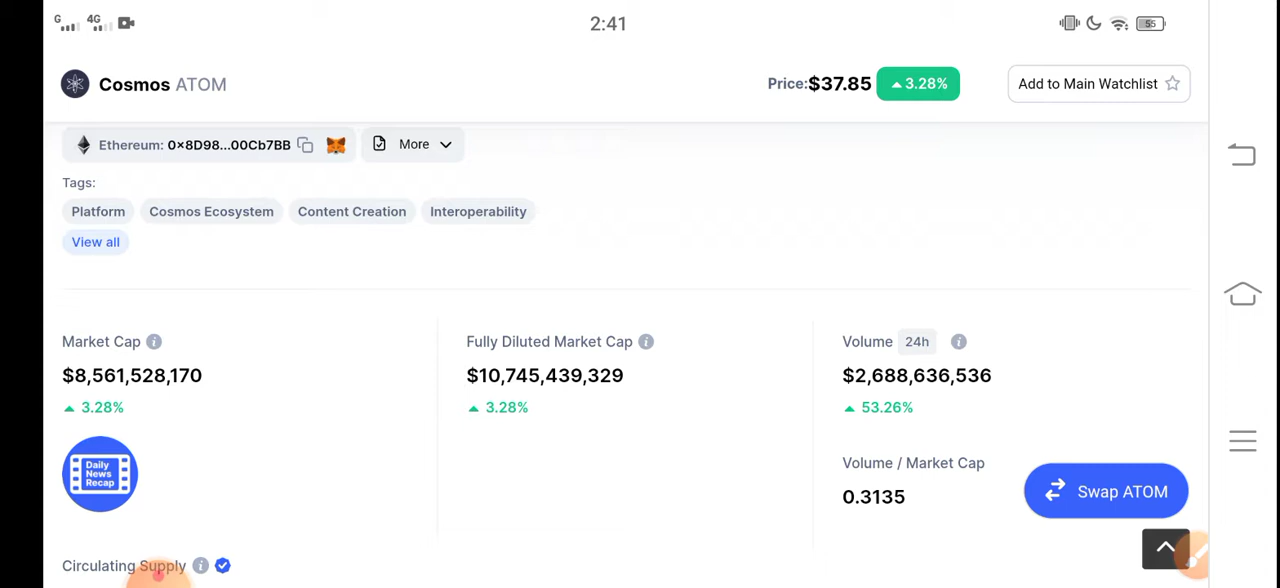 G 4G 2:41 55
Cosmos ATOM Price:$37.85 3.28% Add to Main Watchlist
Ethereum: 0x8D98...00Cb7BB More
Tags:
Platform Cosmos Ecosystem Content Creation Interoperability
View all
Market Cap i Fully Diluted Market Cap i Volume 24h i
$8,561,528,170 $10,745,439,329 $2,688,636,536
3.28% 3.28% 53.26%
Daily
News
Recap
Volume / Market Cap
0.3135
Swap ATOM
Circulating Supply i